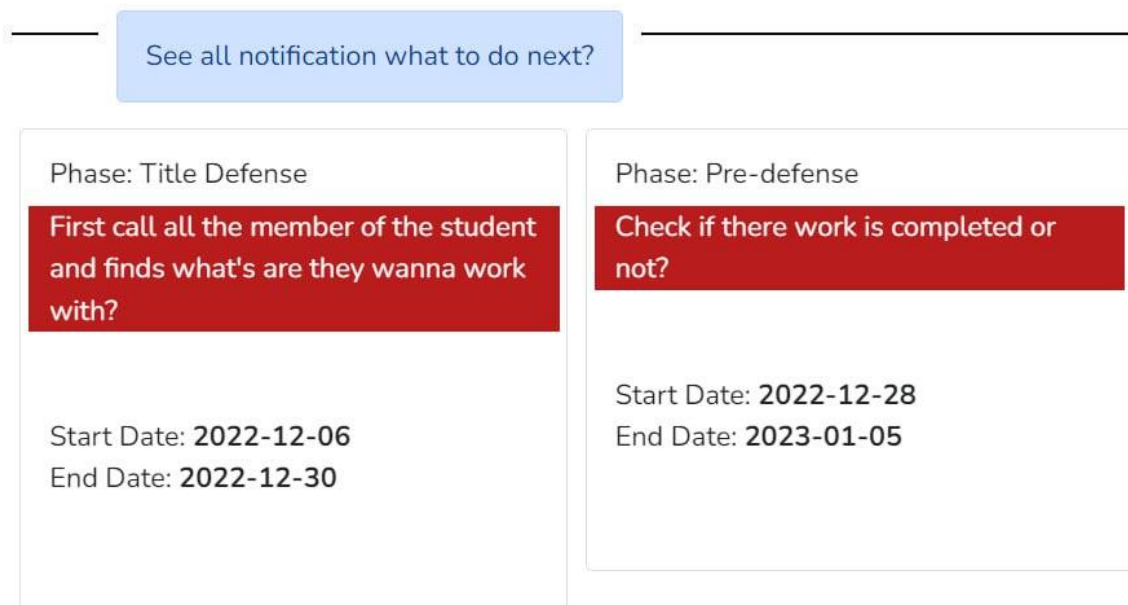 See all notification what to do next?
Phase: Title Defense
First call all the member of the student
and finds what's are they wanna work
with?
Start Date: 2022-12-06
End Date: 2022-12-30
Phase: Pre-defense
Check if there work is completed or
not?
Start Date: 2022-12-28
End Date: 2023-01-05